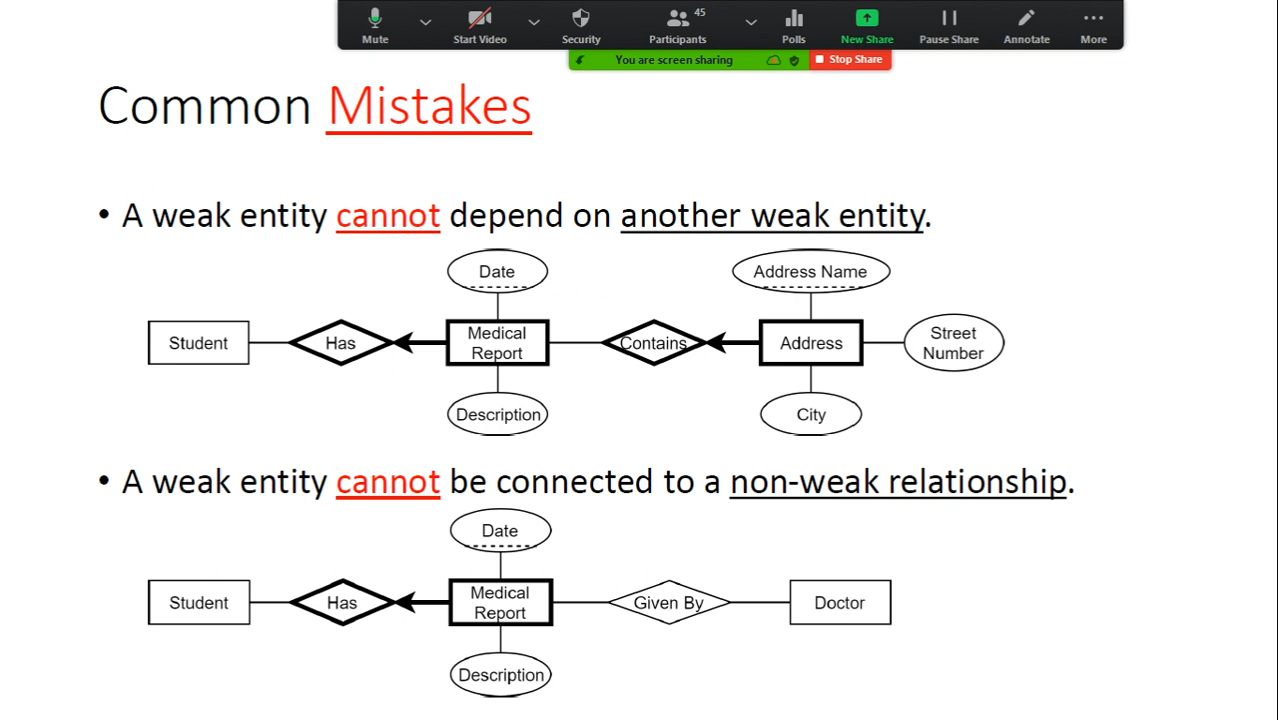 Mute
Start Video
Security
45
Participants
Polls
New Share
Pause Share
Annotate
More
You are screen sharing
Stop Share
Common Mistakes
• A weak entity cannot depend on another weak entity.
Date
Address Name
Student
Has
Medical
Report
Contains
Address
Street
Number
Description
City
• A weak entity cannot be connected to a non-weak relationship.
Date
Student
Has
Medical
Report
Given By
Doctor
Description